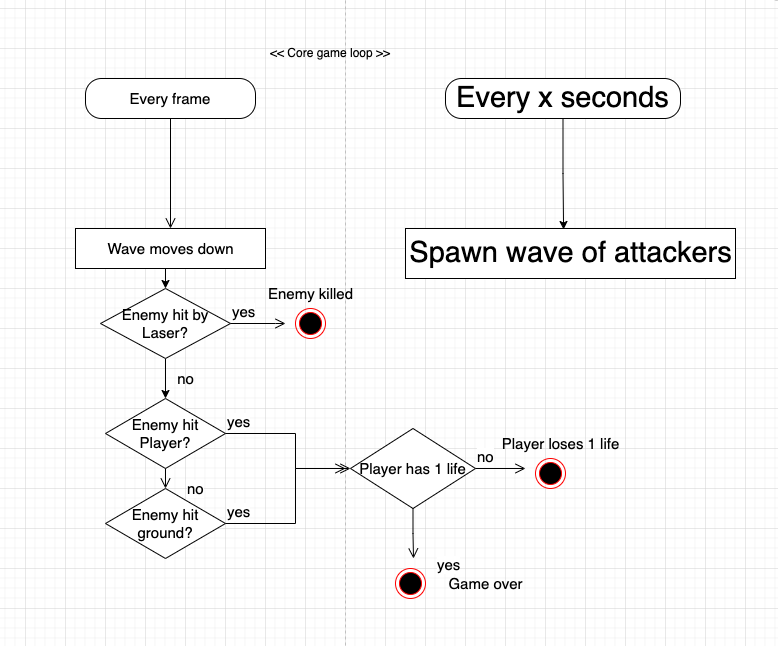 << Core game loop >>
Every frame
Every x seconds
Wave moves down
Spawn wave of attackers
Enemy killed
Enemy hit by
Laser?
yes
no
Enemy hit
Player?
yes
no
Enemy hit
ground?
yes
Player has 1 life
no
Player loses 1 life
yes
Game over